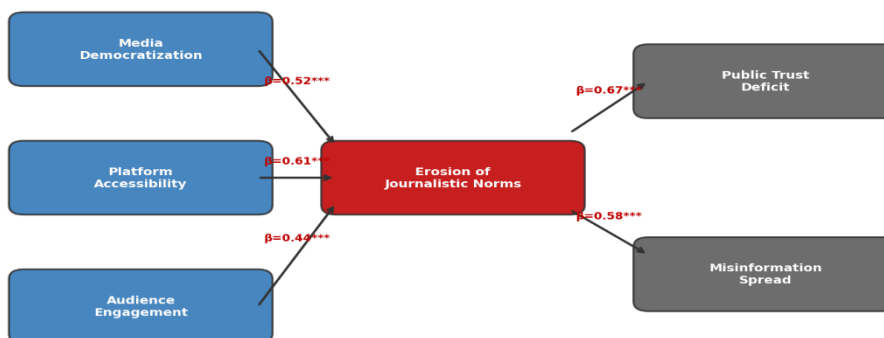 Media
Democratization
β=0.52***
Platform
Accessibility
β=0.61***
Audience
Engagement
β=0.44***
Erosion of
Journalistic Norms
β=0.67***
Public Trust
Deficit
β=0.58***
Misinformation
Spread